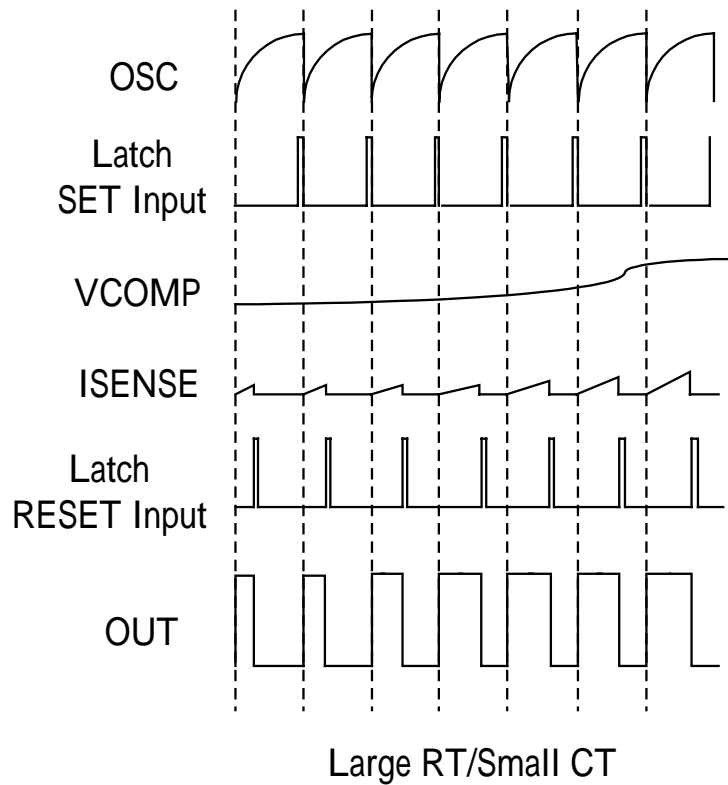 OSC
Latch
SET Input
VCOMP
ISENSE
Latch
RESET Input
OUT
Large RT/Small CT